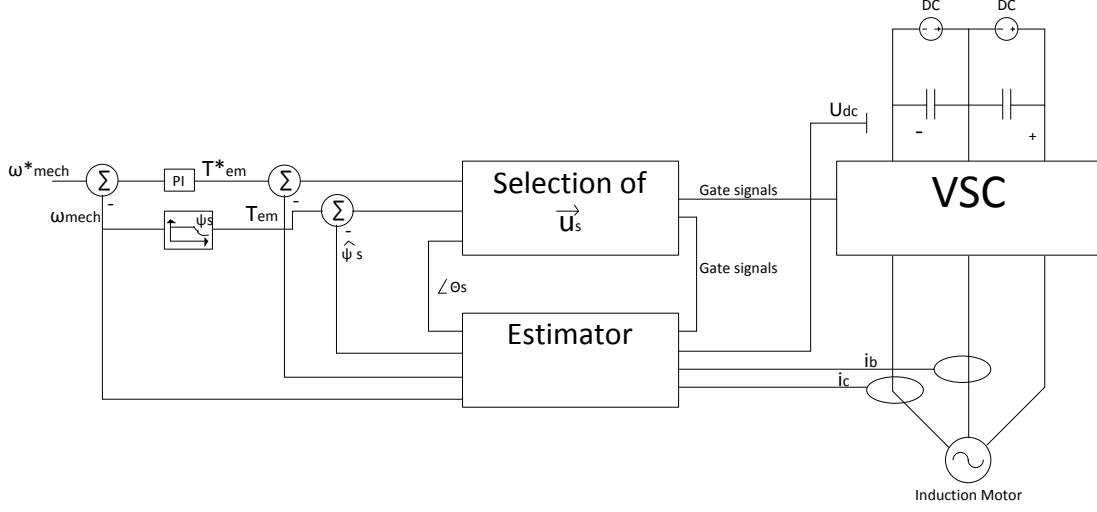 DC DC
- + - +
Udc
- +
ω*mech Σ PI T*em Σ
Selection of
u⃗s
Gate signals
VSC
ωmech - ψs Tem - Σ
-
ψ̂s
∠Θs
Gate signals
Estimator
ib
ic
Induction Motor